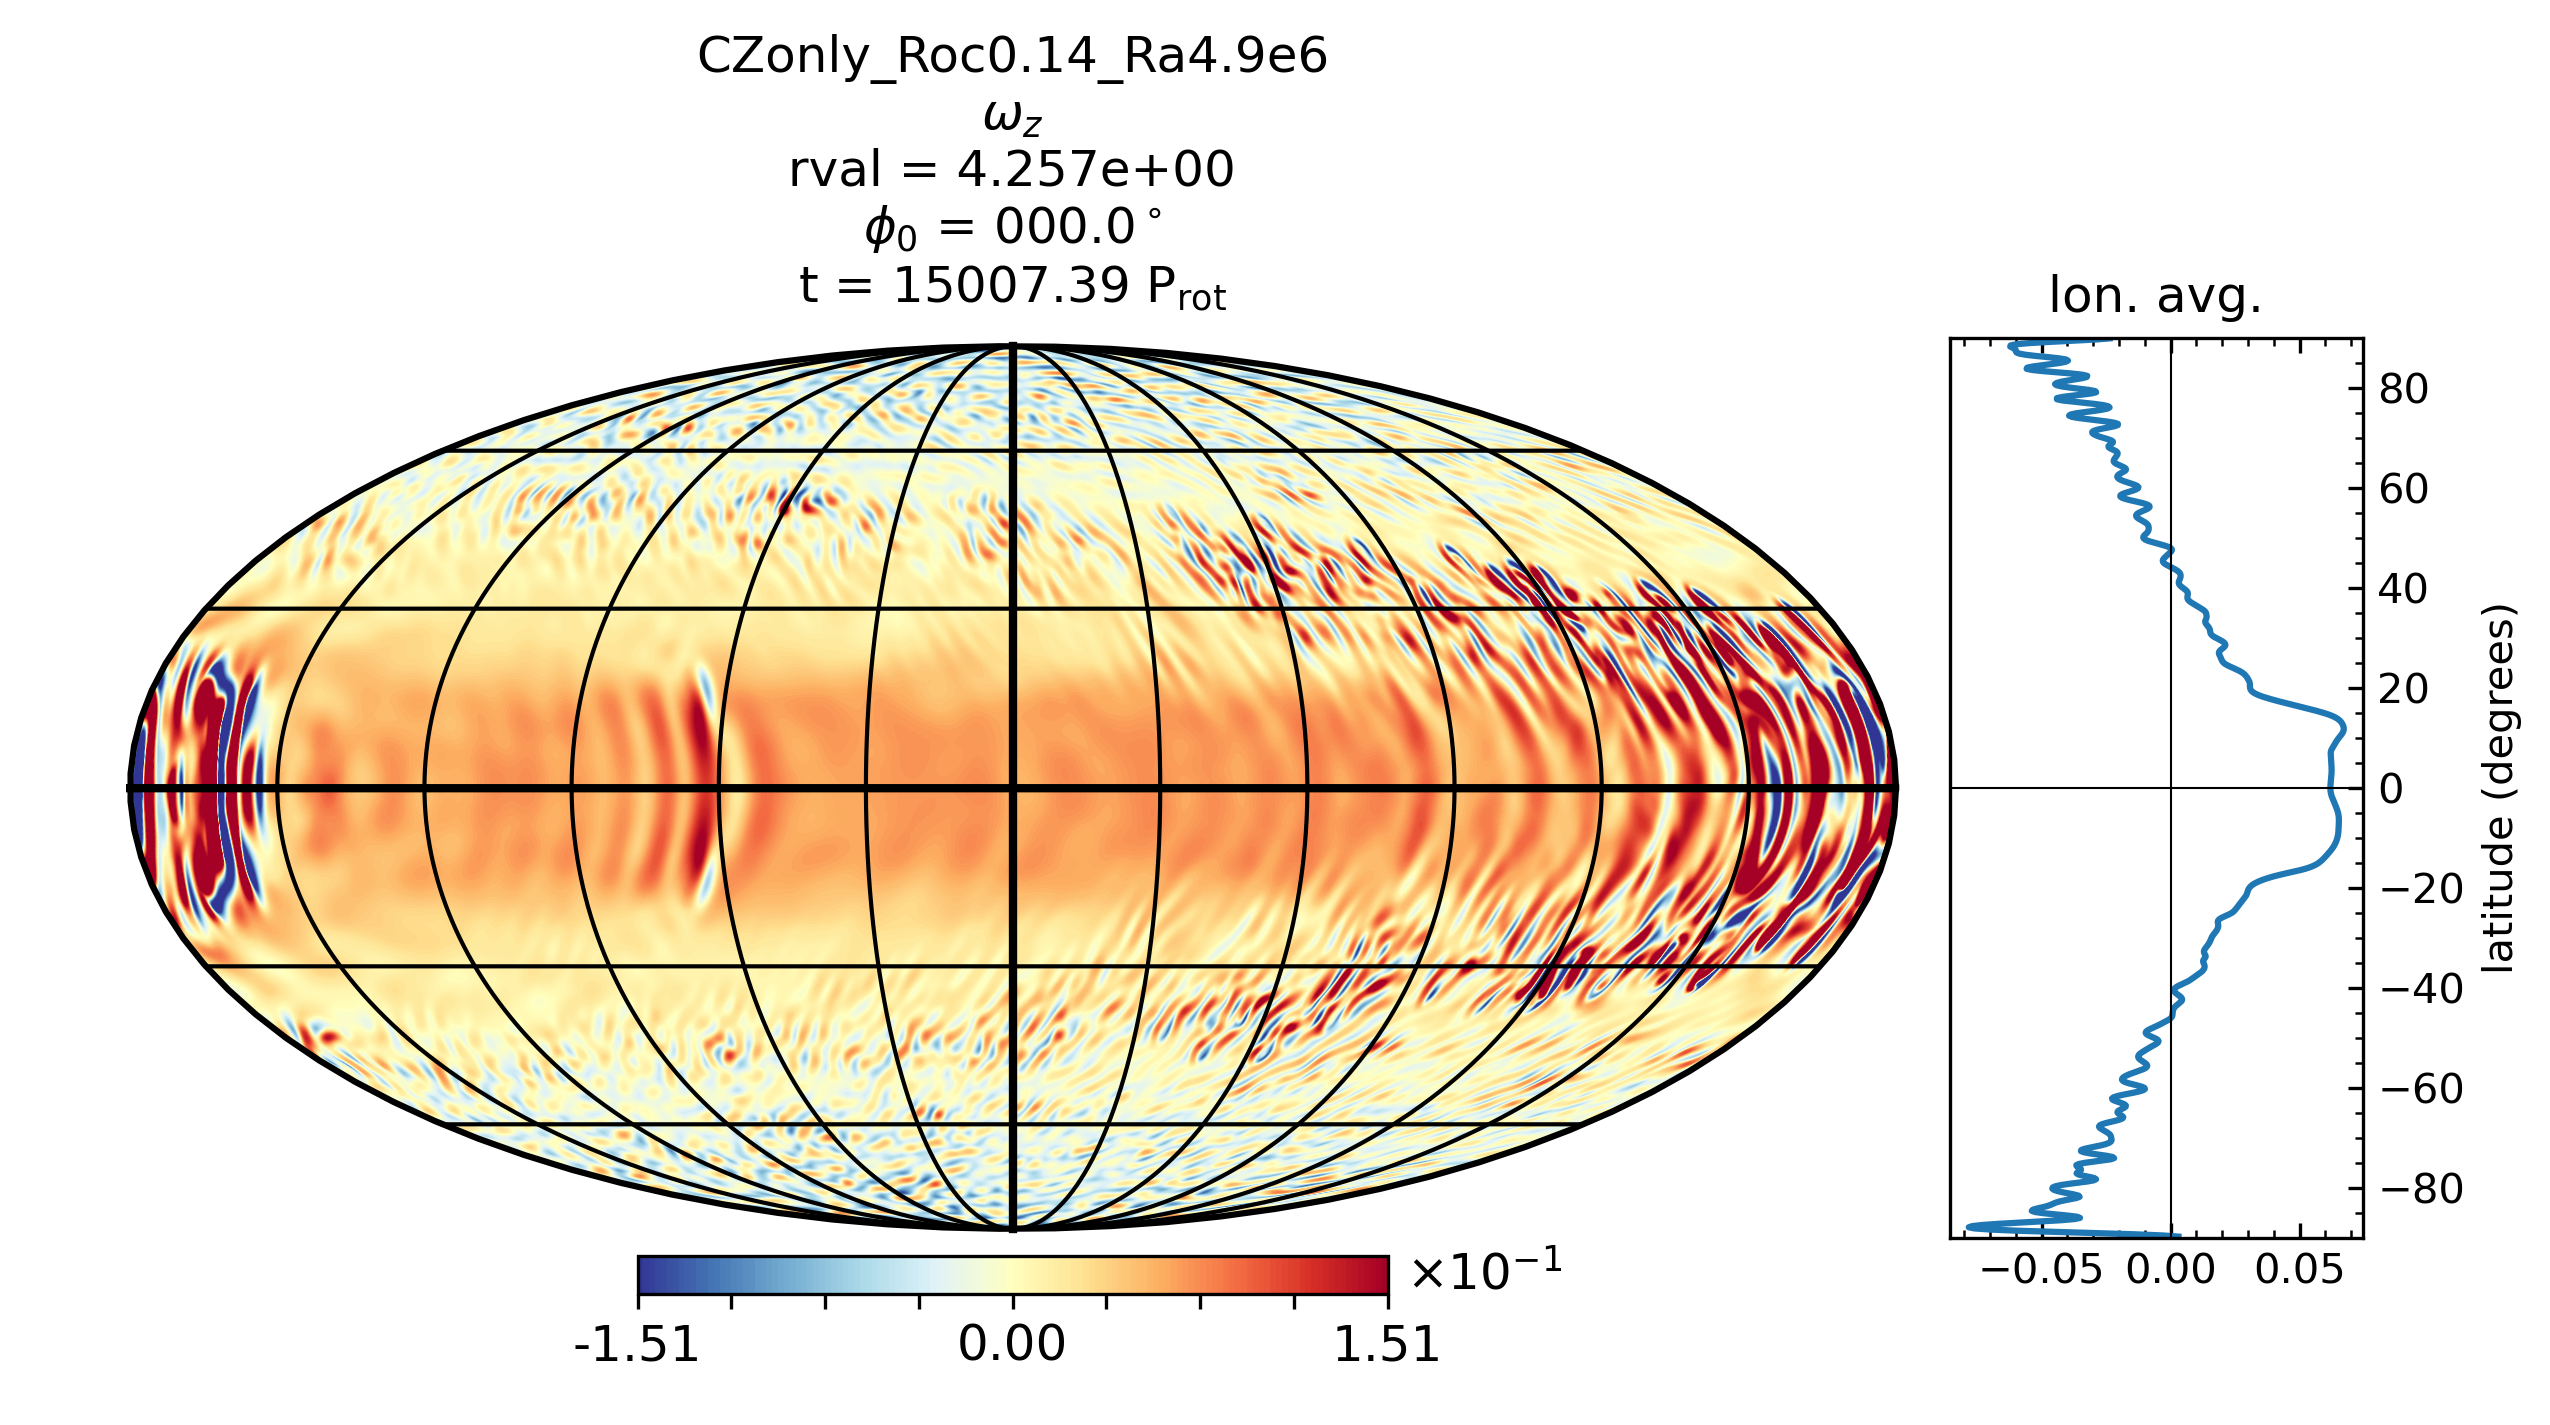 CZonly_Roc0.14_Ra4.9e6
ω_z
rval = 4.257e+00
ϕ₀ = 000.0°
t = 15007.39 P_rot
lon. avg.
80
60
40
20
0
−20
−40
−60
−80
latitude (degrees)
−0.05 0.00 0.05
×10⁻¹
-1.51 0.00 1.51